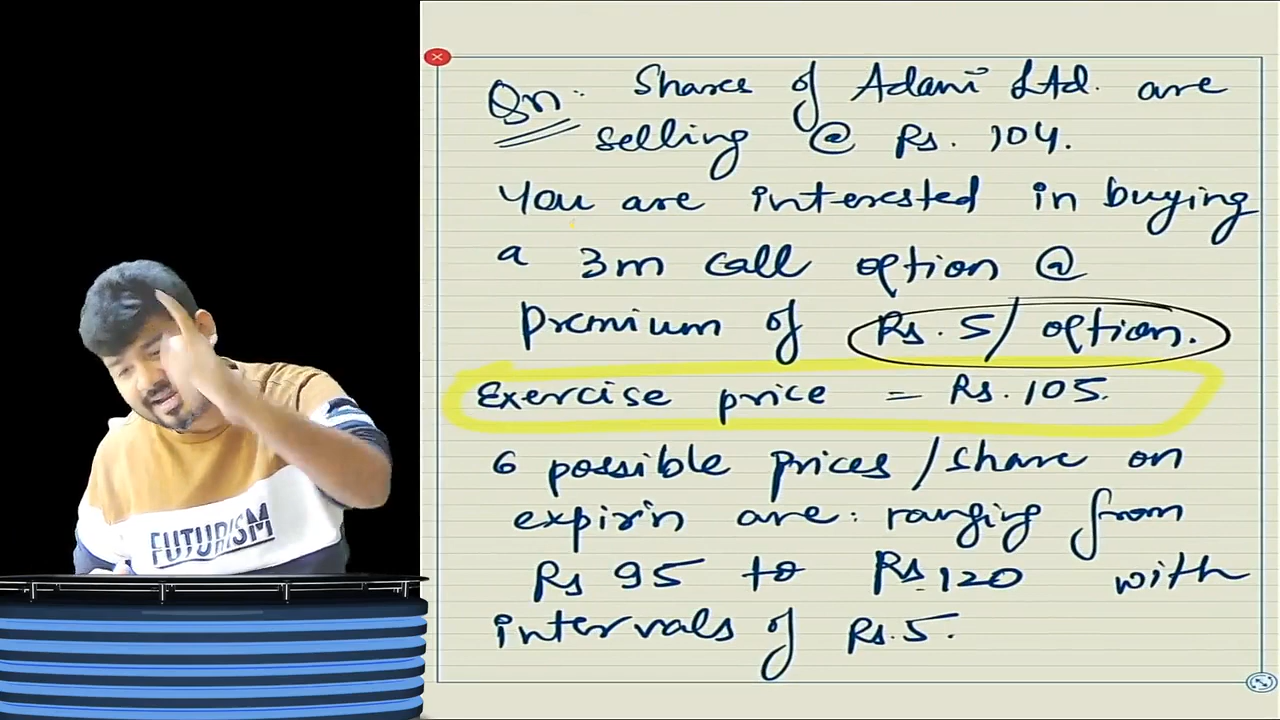 Qn: Shares of Adani Ltd. are
selling @ Rs. 104.
You are interested in buying
a 3m call option @
premium of Rs. 5/ option.
Exercise price = Rs. 105.
6 possible prices / share on
expirin are: ranging from
Rs 95 to Rs. 120 with
intervals of Rs. 5.
FUTURISM